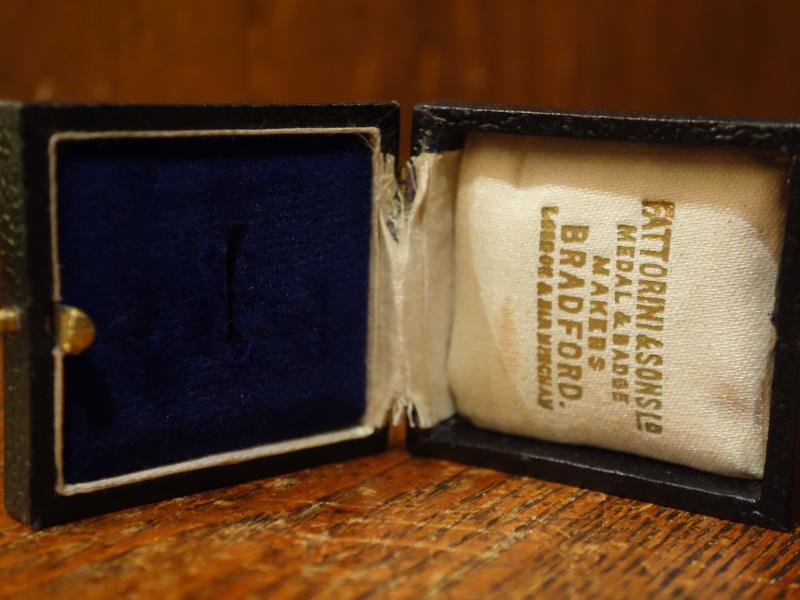 FATTORINI & SONS LD
MEDAL & BADGE
MAKERS
BRADFORD.
LONDON & BIRMINGHAM